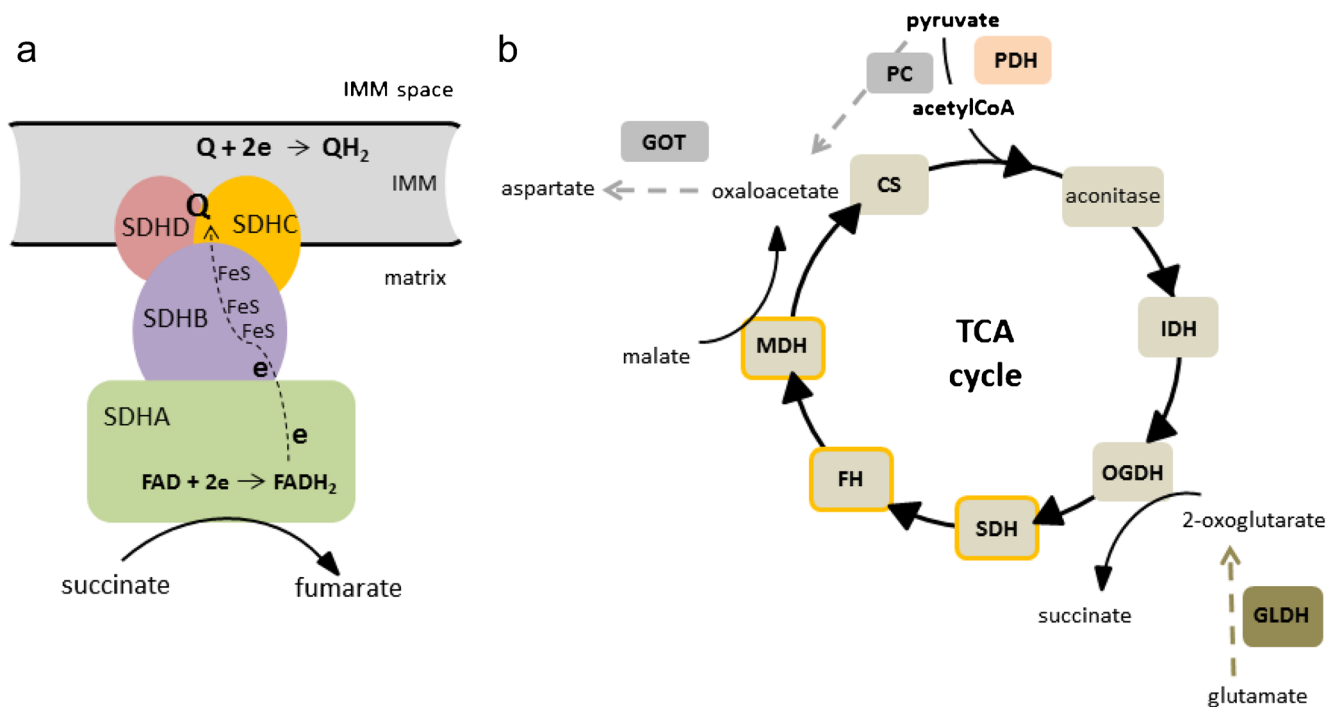 a
IMM space
Q + 2e → QH₂
IMM
Q
SDHD
SDHC
matrix
FeS
FeS
FeS
SDHB
e
SDHA
e
FAD + 2e → FADH₂
succinate
fumarate
b
pyruvate
PC
PDH
acetylCoA
GOT
aspartate
oxaloacetate
CS
aconitase
IDH
TCA
cycle
MDH
malate
FH
SDH
OGDH
2-oxoglutarate
succinate
GLDH
glutamate